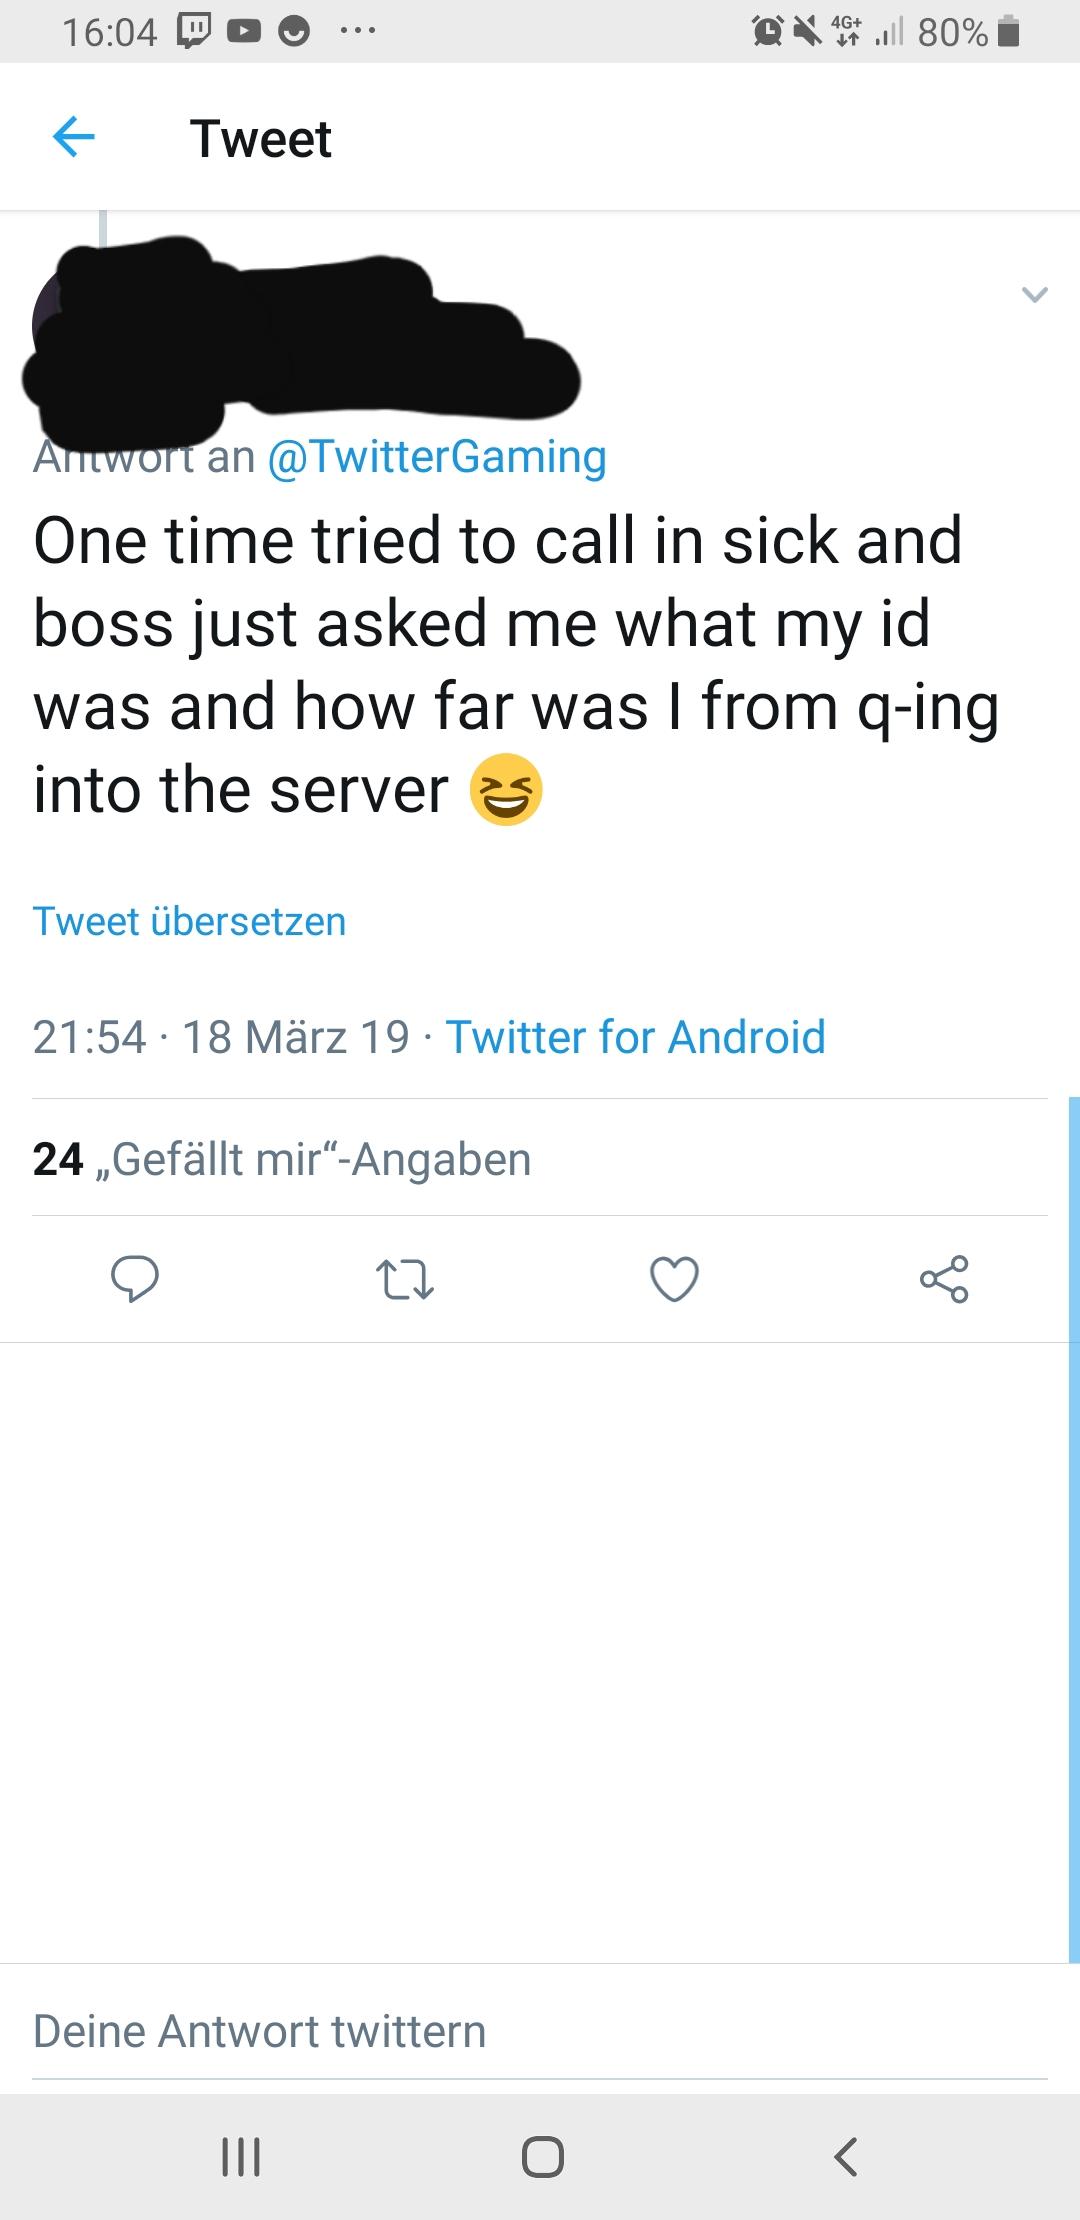 16:04 4G+ 80%
Tweet
Antwort an @TwitterGaming
One time tried to call in sick and
boss just asked me what my id
was and how far was I from q-ing
into the server 😆
Tweet übersetzen
21:54 · 18 März 19 · Twitter for Android
24 „Gefällt mir“-Angaben
Deine Antwort twittern